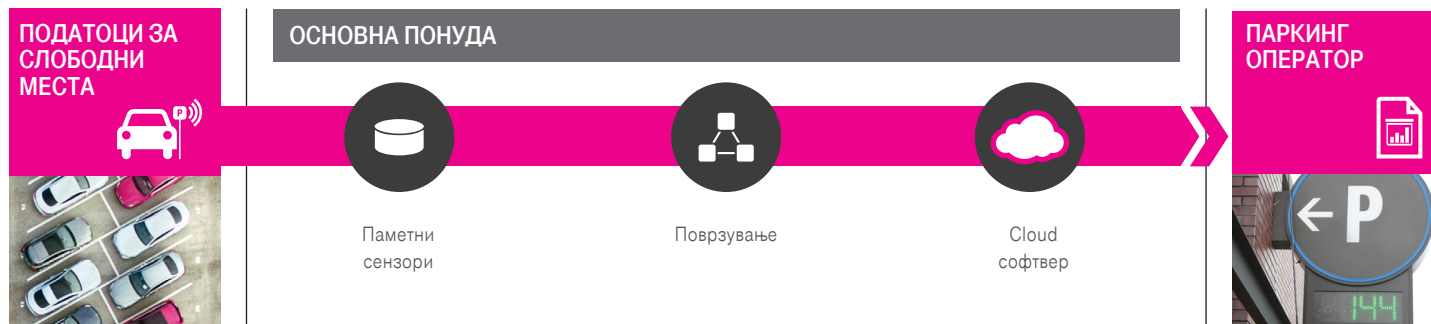 ПОДАТОЦИ ЗА
СЛОБОДНИ
МЕСТА
P
ОСНОВНА ПОНУДА
Паметни
сензори
Поврзување
Cloud
софтвер
ПАРКИНГ
ОПЕРАТОР
← P
144